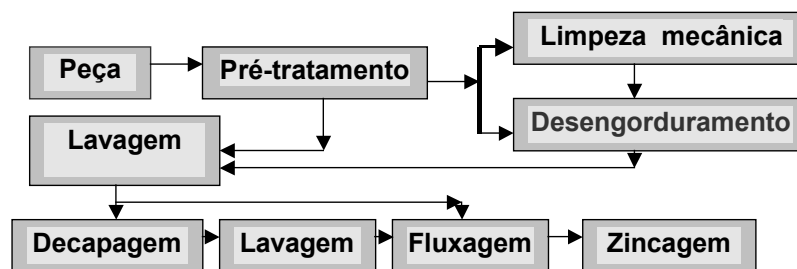 Peça
Pré-tratamento
Limpeza mecânica
Desengorduramento
Lavagem
Decapagem
Lavagem
Fluxagem
Zincagem